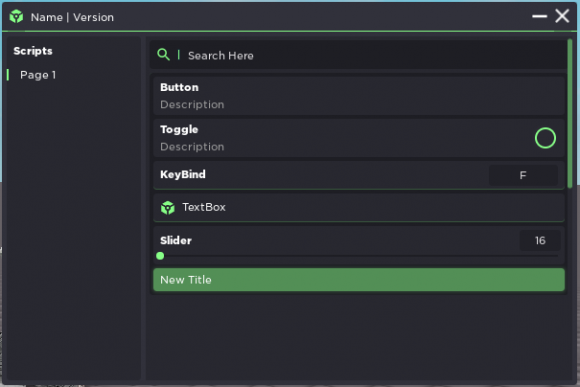 Name | Version
Scripts
Page 1
Search Here
Button
Description
Toggle
Description
KeyBind F
TextBox
Slider 16
New Title